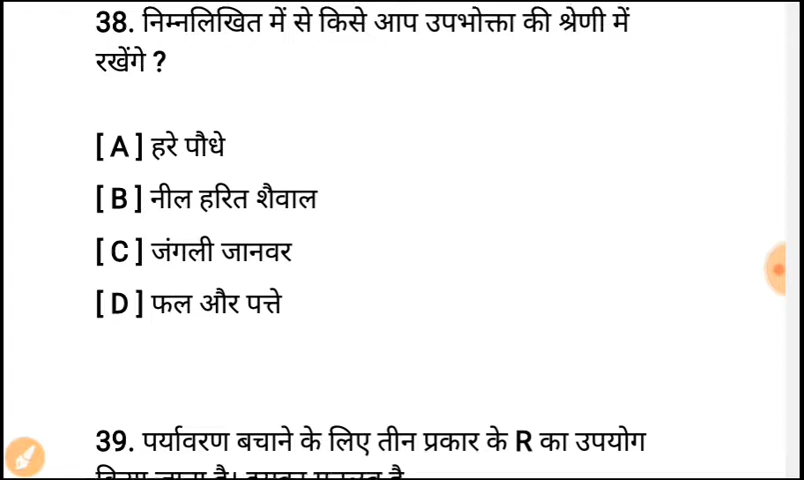 38. निम्नलिखित में से किसे आप उपभोक्ता की श्रेणी में
रखेंगे ?
[ A ] हरे पौधे
[ B ] नील हरित शैवाल
[ C ] जंगली जानवर
[ D ] फल और पत्ते
39. पर्यावरण बचाने के लिए तीन प्रकार के R का उपयोग